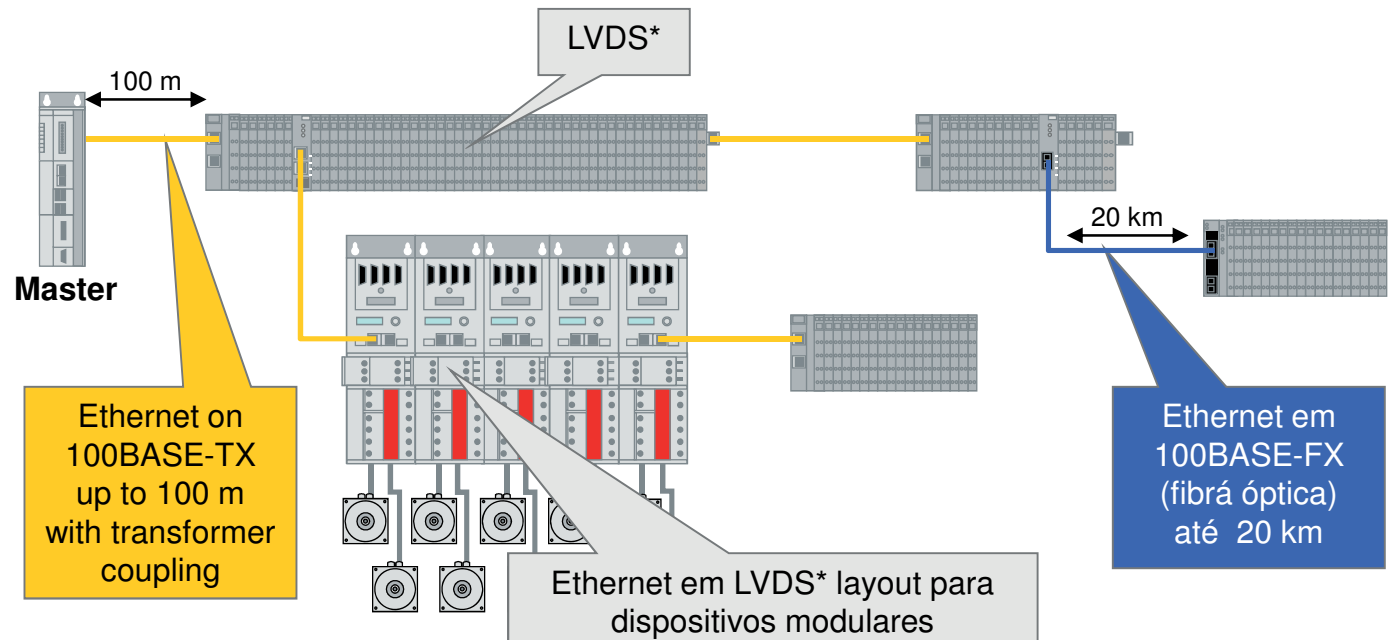 LVDS*
100 m
20 km
Master
Ethernet on
100BASE-TX
up to 100 m
with transformer
coupling
Ethernet em
100BASE-FX
(fibrá óptica)
até 20 km
Ethernet em LVDS* layout para
dispositivos modulares